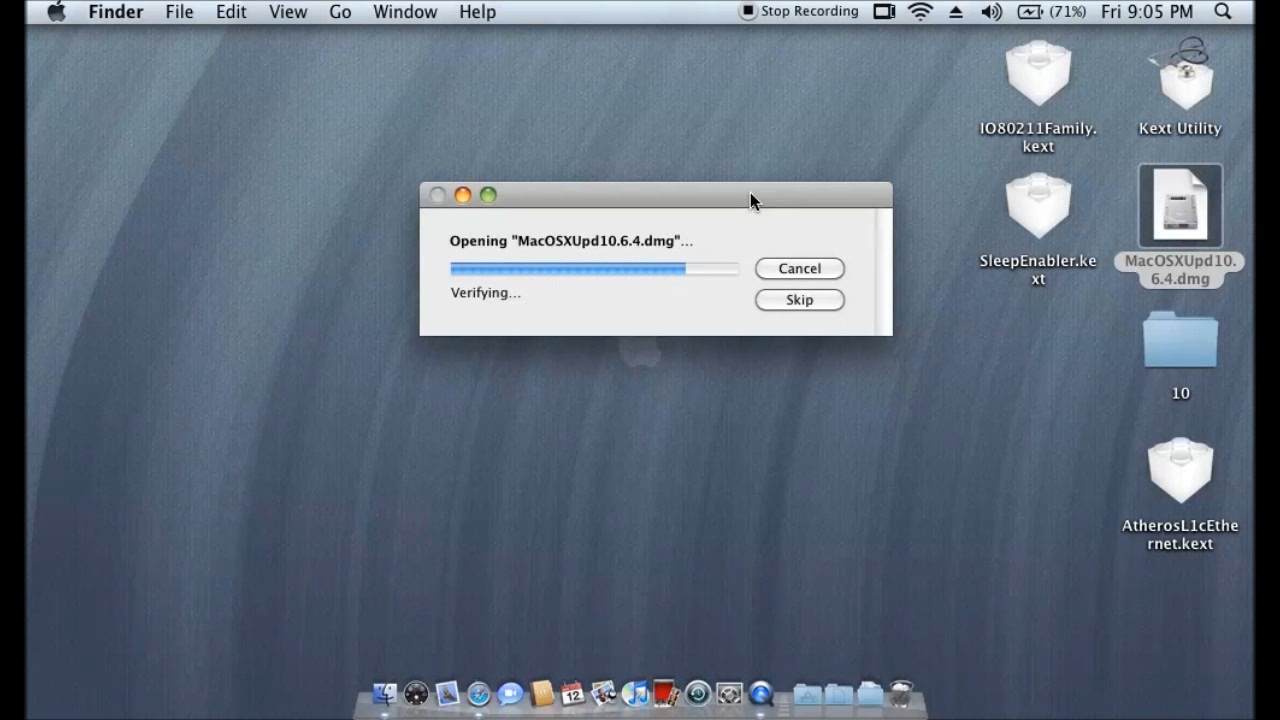 Finder File Edit View Go Window Help Stop Recording (71%) Fri 9:05 PM
IO80211Family.
kext
Kext Utility
Opening "MacOSXUpd10.6.4.dmg"...
Cancel
Verifying...
Skip
SleepEnabler.ke
xt
MacOSXUpd10.
6.4.dmg
10
AtherosL1cEthe
rnet.kext
12